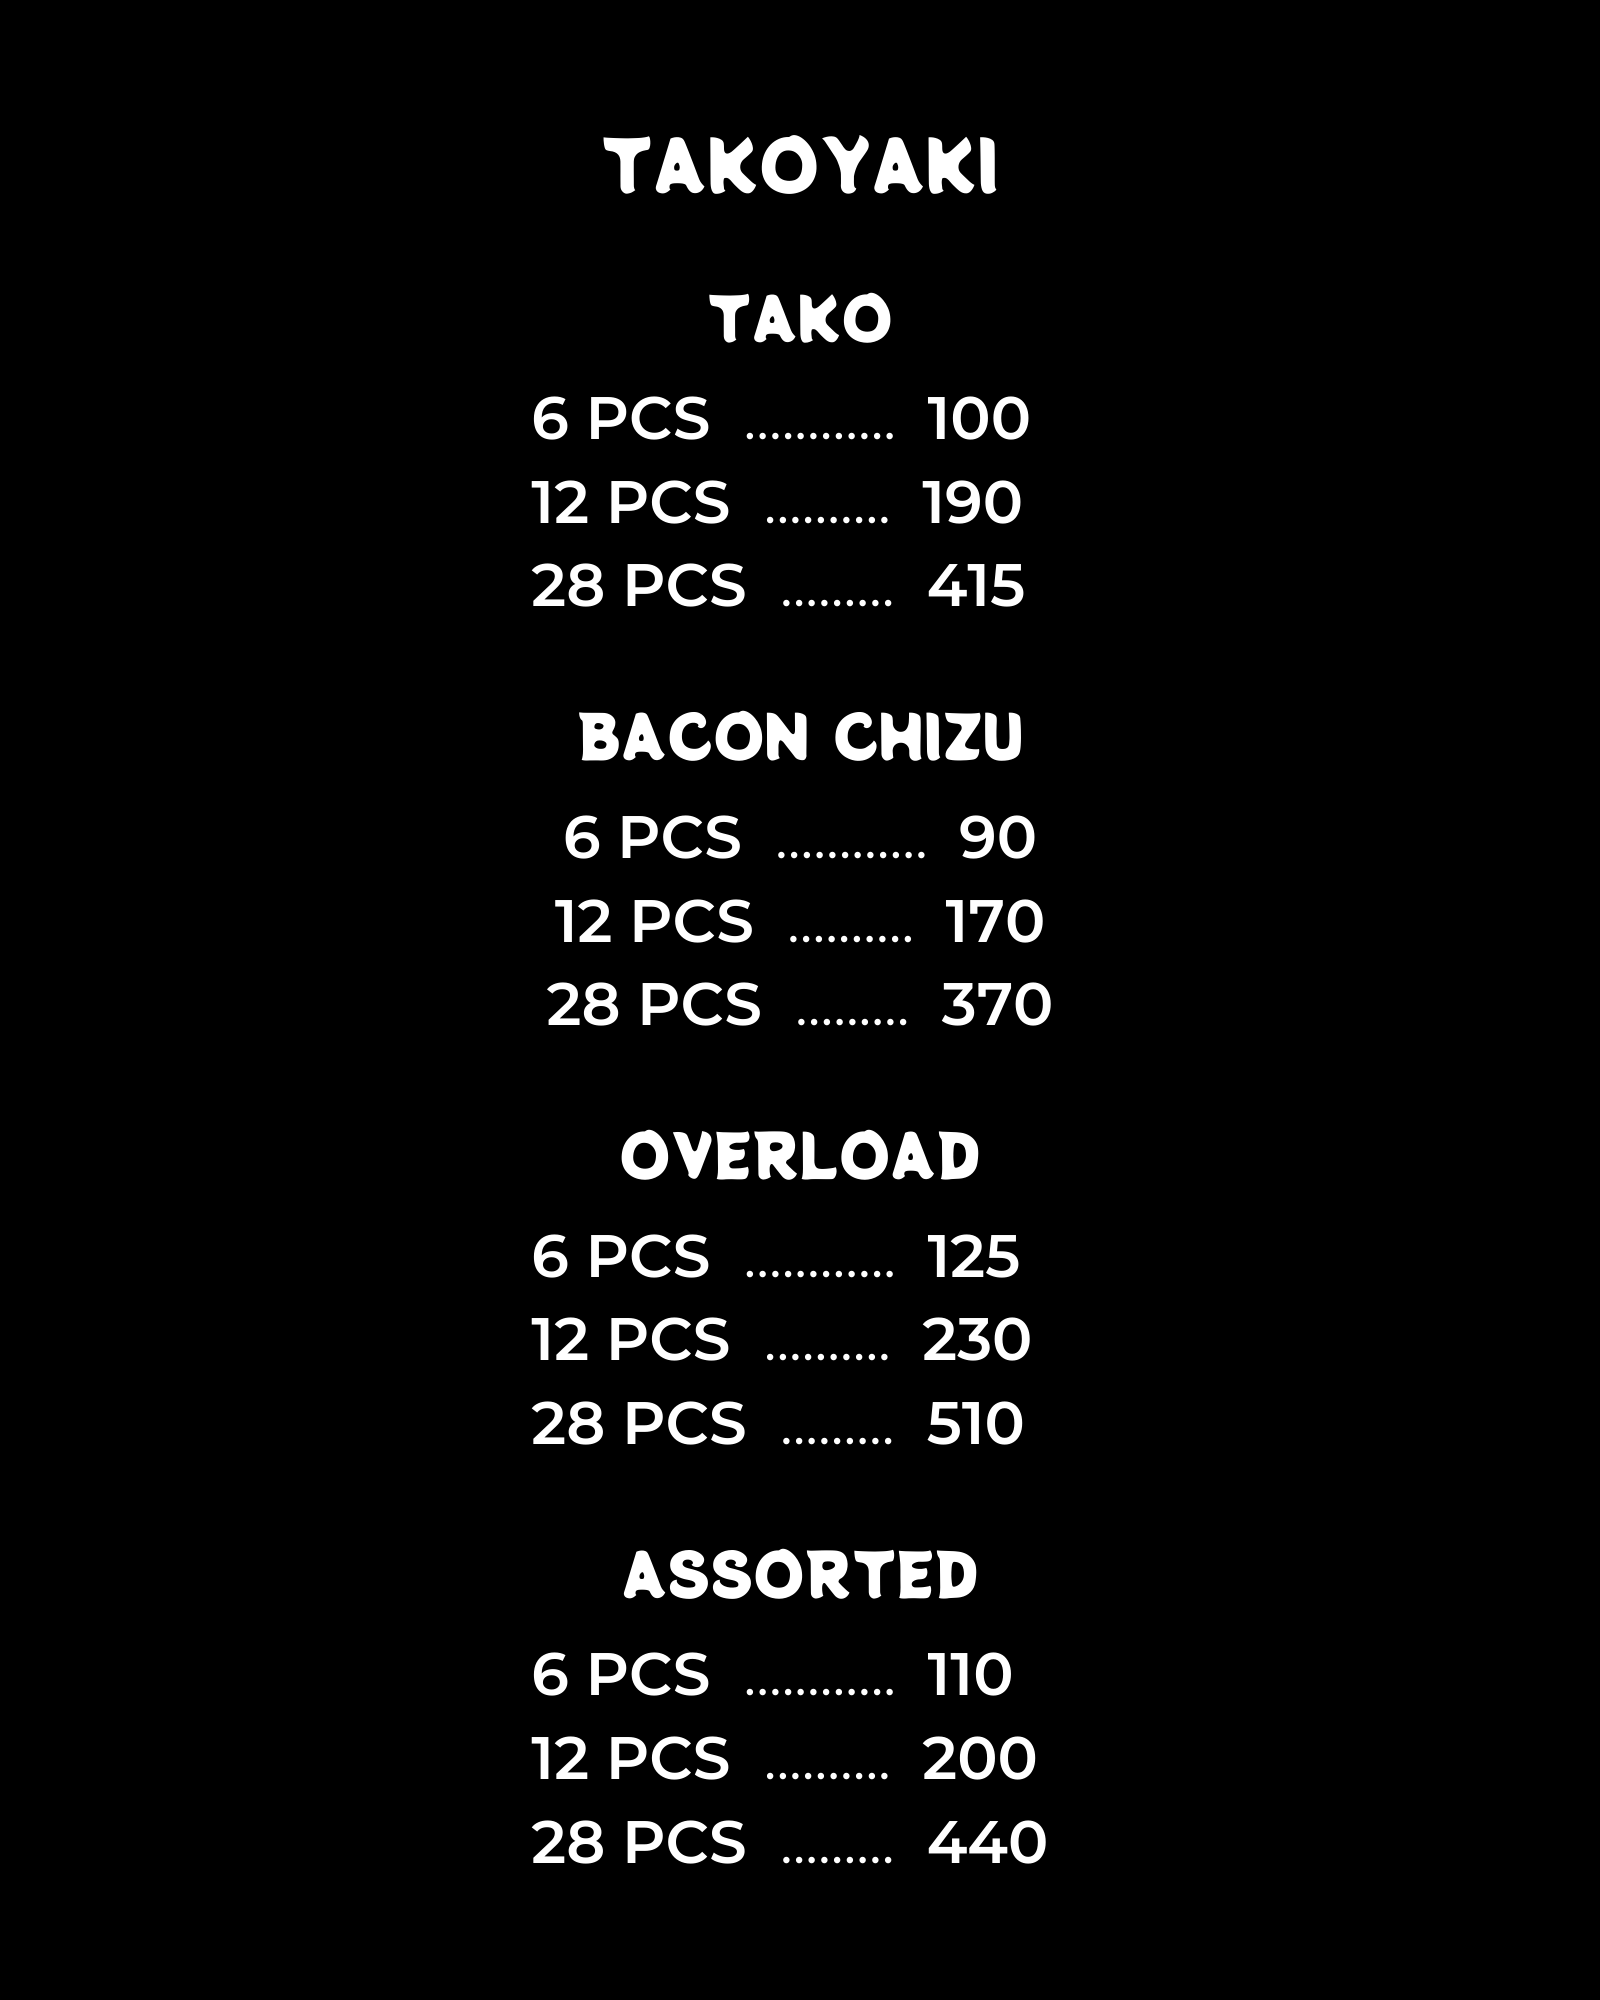 TAKOYAKI
TAKO
6 PCS ............ 100
12 PCS .......... 190
28 PCS ......... 415
BACON CHIZU
6 PCS ............ 90
12 PCS .......... 170
28 PCS ......... 370
OVERLOAD
6 PCS ............ 125
12 PCS .......... 230
28 PCS ......... 510
ASSORTED
6 PCS ............ 110
12 PCS .......... 200
28 PCS ......... 440